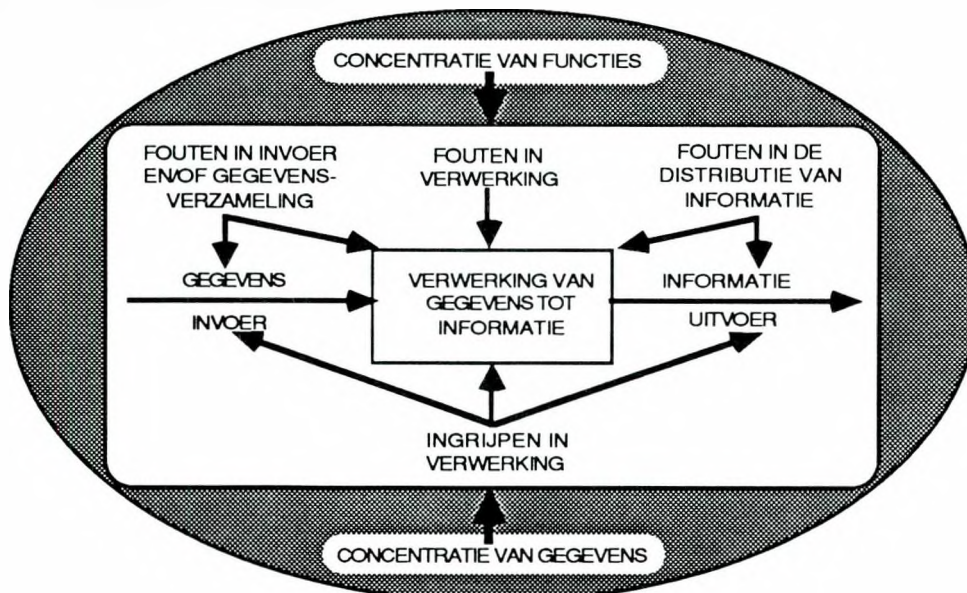 CONCENTRATIE VAN FUNCTIES
FOUTEN IN INVOER
EN/OF GEGEVENS-
VERZAMELING
FOUTEN IN
VERWERKING
FOUTEN IN DE
DISTRIBUTIE VAN
INFORMATIE
GEGEVENS
INVOER
VERWERKING VAN
GEGEVENS TOT
INFORMATIE
INFORMATIE
UITVOER
INGRIJPEN IN
VERWERKING
CONCENTRATIE VAN GEGEVENS